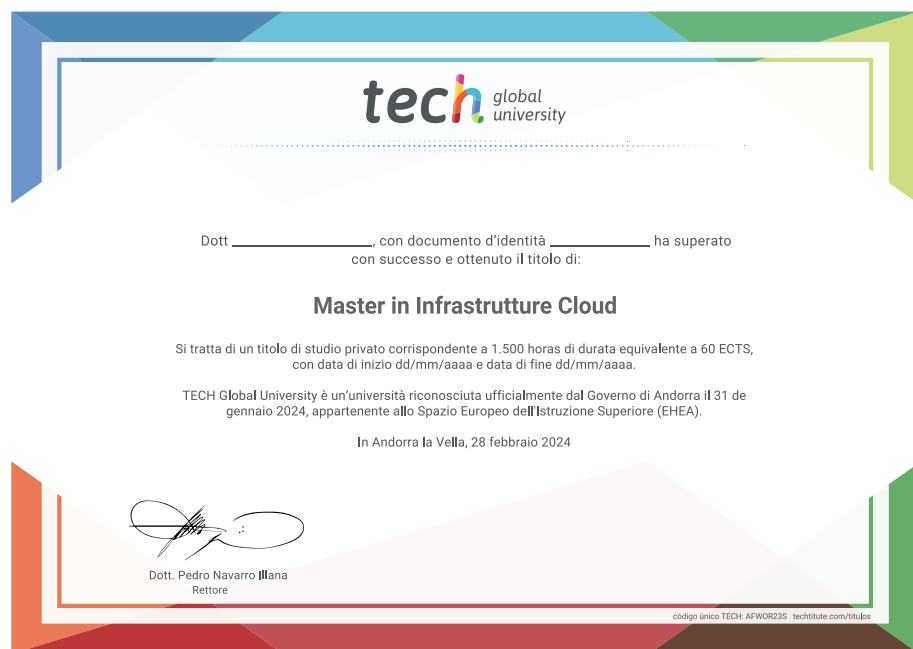 tech global
university
Dott ____________________, con documento d'identità ______________ ha superato
con successo e ottenuto il titolo di:
Master in Infrastrutture Cloud
Si tratta di un titolo di studio privato corrispondente a 1.500 horas di durata equivalente a 60 ECTS,
con data di inizio dd/mm/aaaa e data di fine dd/mm/aaaa.
TECH Global University è un'università riconosciuta ufficialmente dal Governo di Andorra il 31 de
gennaio 2024, appartenente allo Spazio Europeo dell'Istruzione Superiore (EHEA).
In Andorra la Vella, 28 febbraio 2024
Dott. Pedro Navarro Illana
Rettore
código único TECH: AFWOR23S techtitute.com/titulos